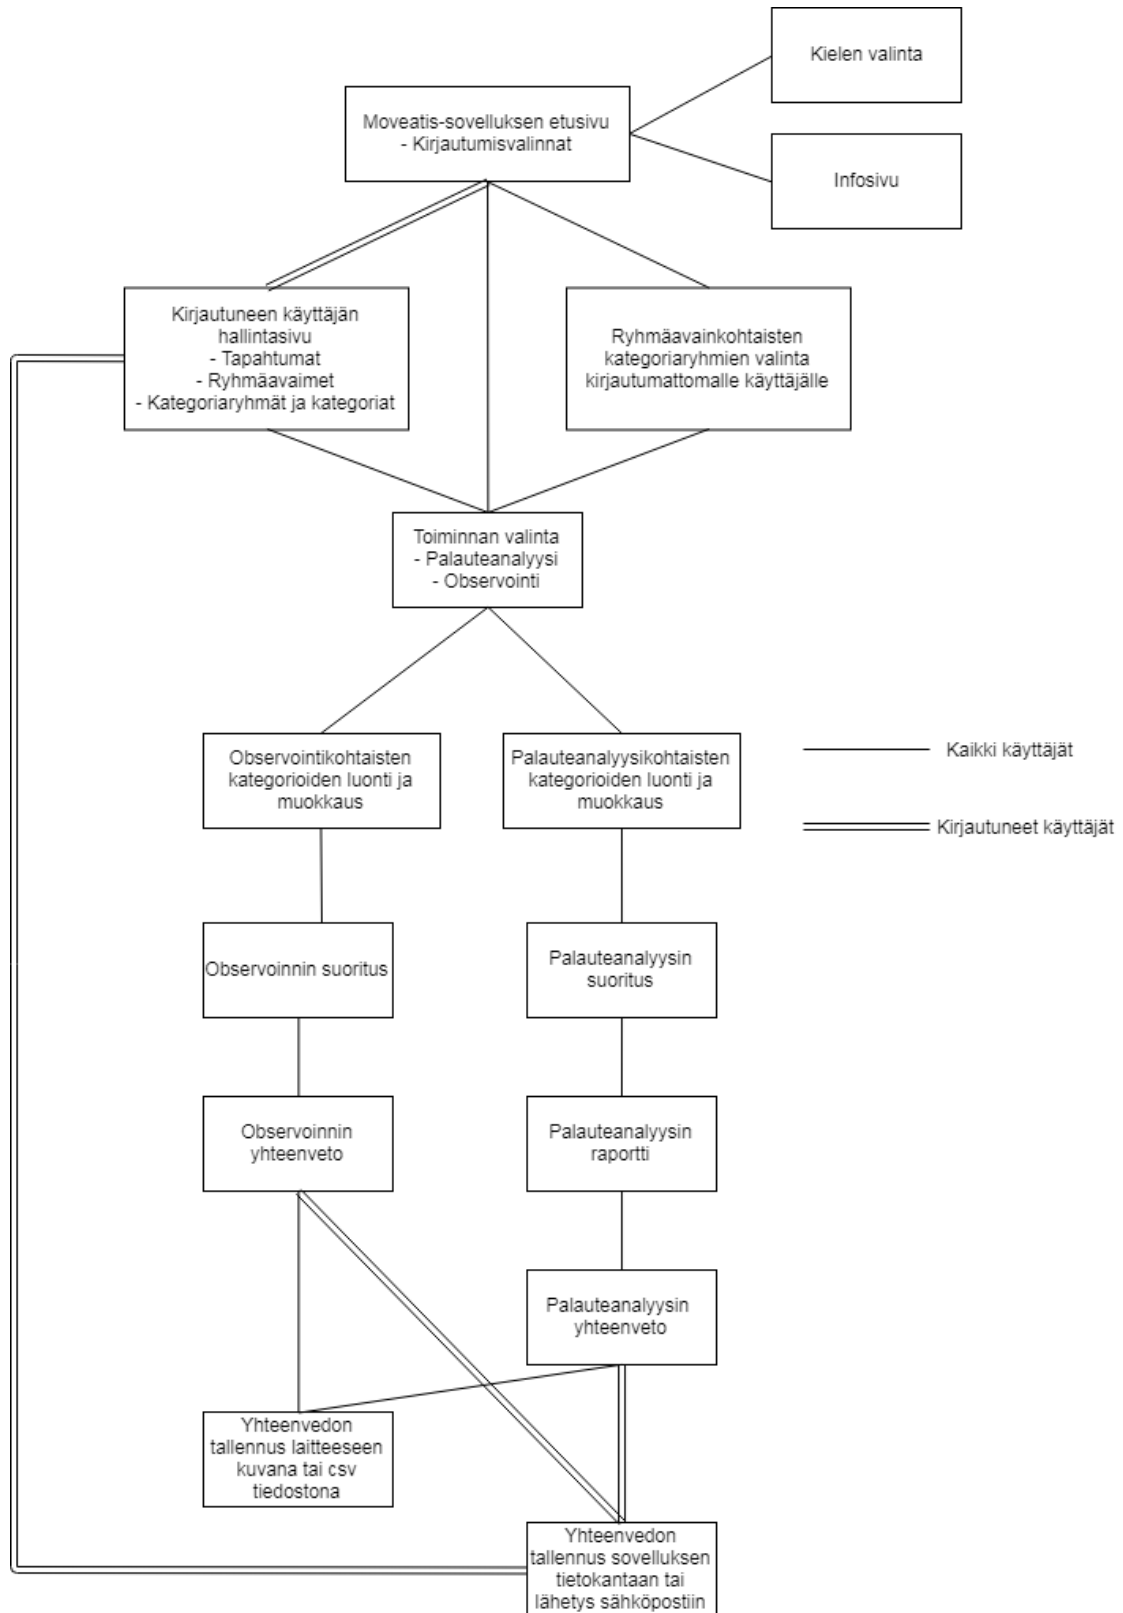 Kielen valinta
Moveatis-sovelluksen etusivu
- Kirjautumisvalinnat
Infosivu
Kirjautuneen käyttäjän
hallintasivu
- Tapahtumat
- Ryhmäavaimet
- Kategoriaryhmät ja kategoriat
Ryhmäavainkohtaisten
kategoriaryhmien valinta
kirjautumattomalle käyttäjälle
Toiminnan valinta
- Palauteanalyysi
- Observointi
Observointikohtaisten
kategorioiden luonti ja
muokkaus
Palauteanalyysikohtaisten
kategorioiden luonti ja
muokkaus
Kaikki käyttäjät
Kirjautuneet käyttäjät
Observoinnin suoritus
Palauteanalyysin
suoritus
Observoinnin
yhteenveto
Palauteanalyysin
raportti
Palauteanalyysin
yhteenveto
Yhteenvedon
tallennus laitteeseen
kuvana tai csv
tiedostona
Yhteenvedon
tallennus sovelluksen
tietokantaan tai
lähetys sähköpostiin